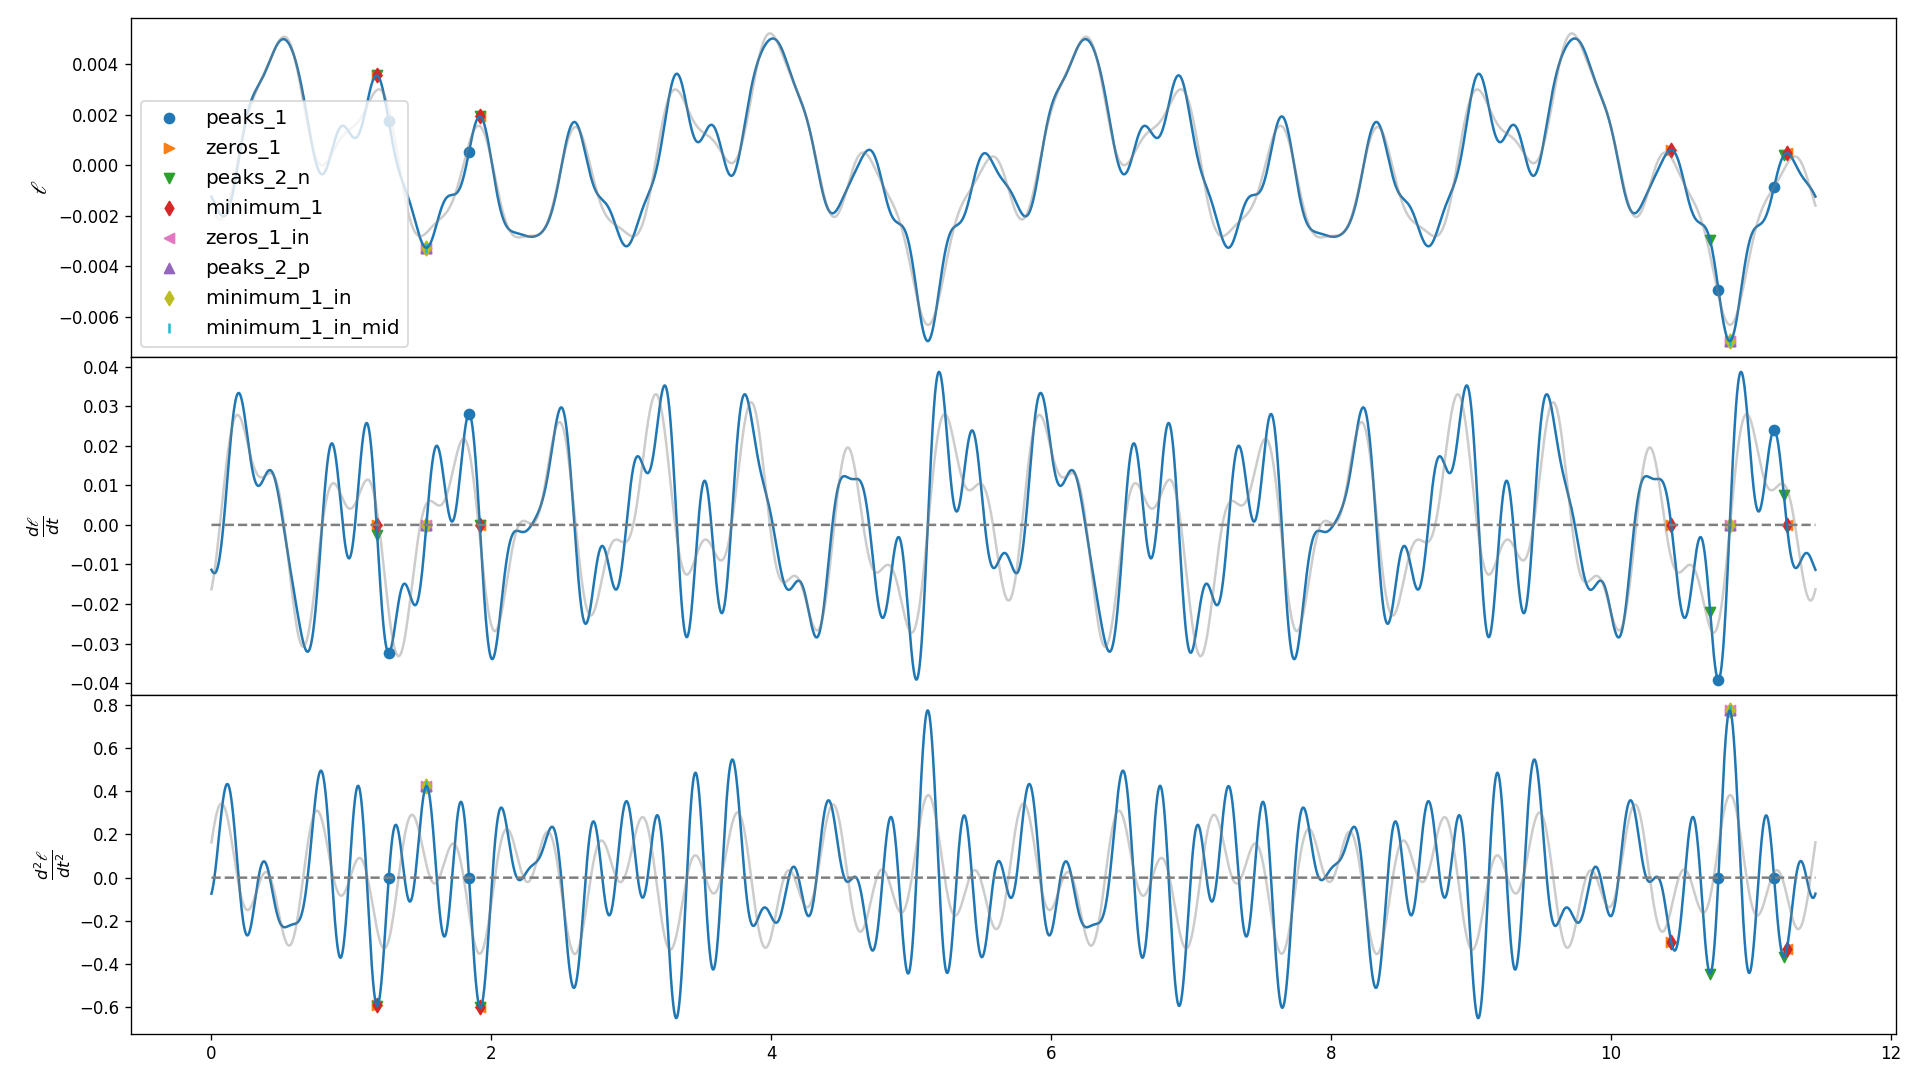 0.004
0.002
0.000
−0.002
−0.004
−0.006
ℓ
peaks_1
zeros_1
peaks_2_n
minimum_1
zeros_1_in
peaks_2_p
minimum_1_in
minimum_1_in_mid
0.04
0.03
0.02
0.01
0.00
−0.01
−0.02
−0.03
−0.04
dℓ
dt
0.8
0.6
0.4
0.2
0.0
−0.2
−0.4
−0.6
d²ℓ
dt²
0 2 4 6 8 10 12